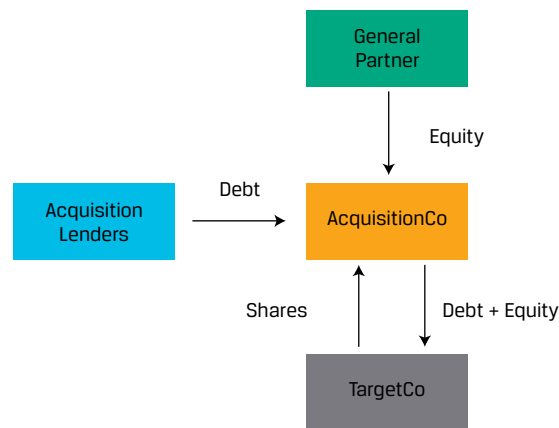 General
Partner
Equity
Debt
Acquisition
Lenders
AcquisitionCo
Shares
Debt + Equity
TargetCo